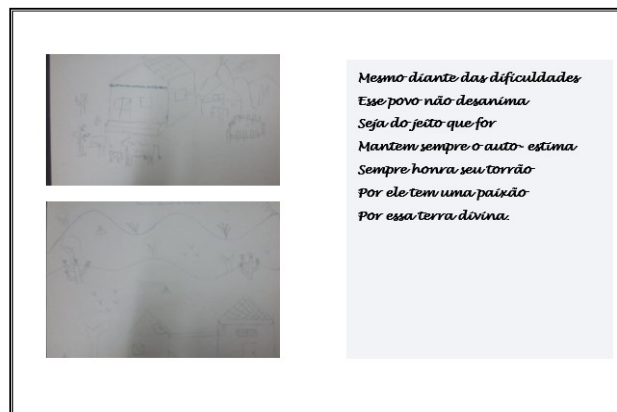 Mesmo diante das dificuldades
Esse povo não desanima
Seja do jeito que for
Mantem sempre o auto- estima
Sempre honra seu torrão
Por ele tem uma paixão
Por essa terra divina.